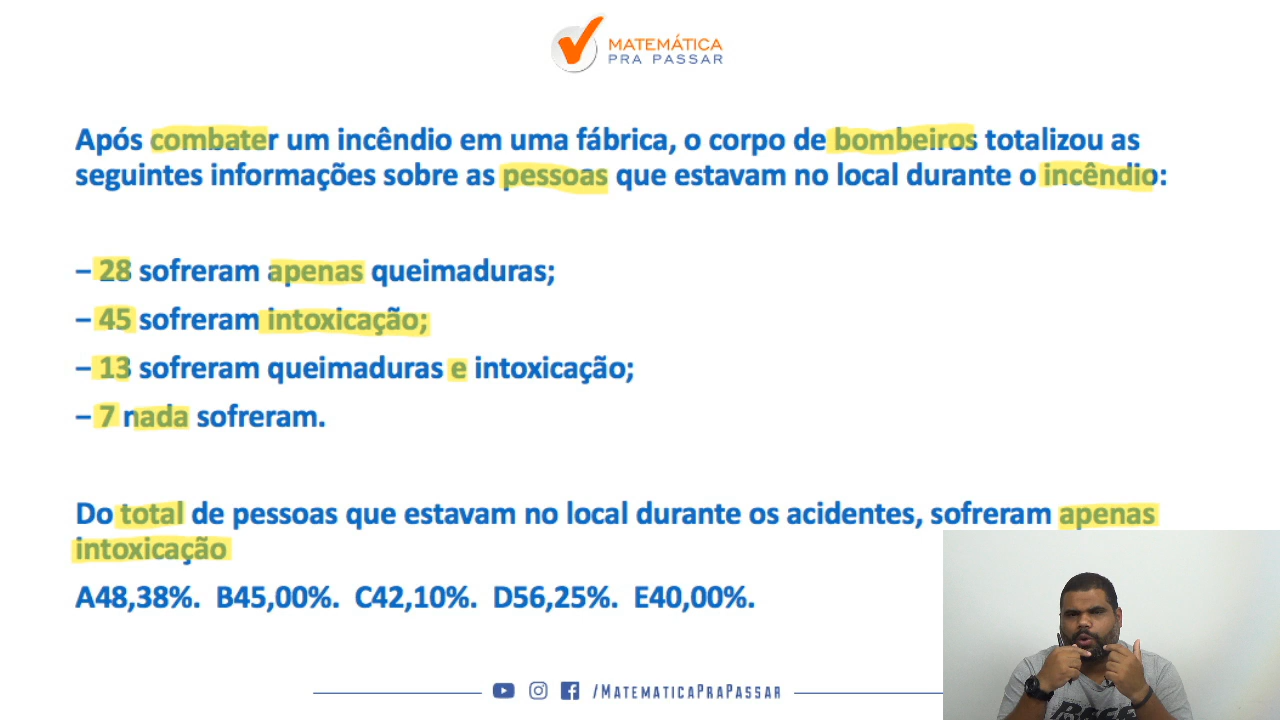 MATEMÁTICA
PRA PASSAR
Após combater um incêndio em uma fábrica, o corpo de bombeiros totalizou as
seguintes informações sobre as pessoas que estavam no local durante o incêndio:
– 28 sofreram apenas queimaduras;
– 45 sofreram intoxicação;
– 13 sofreram queimaduras e intoxicação;
– 7 nada sofreram.
Do total de pessoas que estavam no local durante os acidentes, sofreram apenas
intoxicação
A48,38%. B45,00%. C42,10%. D56,25%. E40,00%.
/MATEMATICAPRAPASSAR